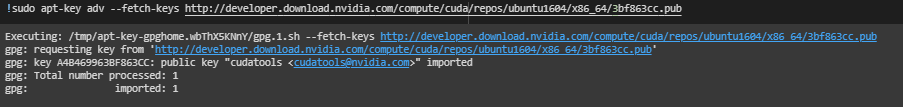 !sudo apt-key adv --fetch-keys http://developer.download.nvidia.com/compute/cuda/repos/ubuntu1604/x86_64/3bf863cc.pub
Executing: /tmp/apt-key-gpghome.wbThX5KNnY/gpg.1.sh --fetch-keys http://developer.download.nvidia.com/compute/cuda/repos/ubuntu1604/x86_64/3bf863cc.pub
gpg: requesting key from 'http://developer.download.nvidia.com/compute/cuda/repos/ubuntu1604/x86_64/3bf863cc.pub'
gpg: key A4B469963BF863CC: public key "cudatools <cudatools@nvidia.com>" imported
gpg: Total number processed: 1
gpg:               imported: 1